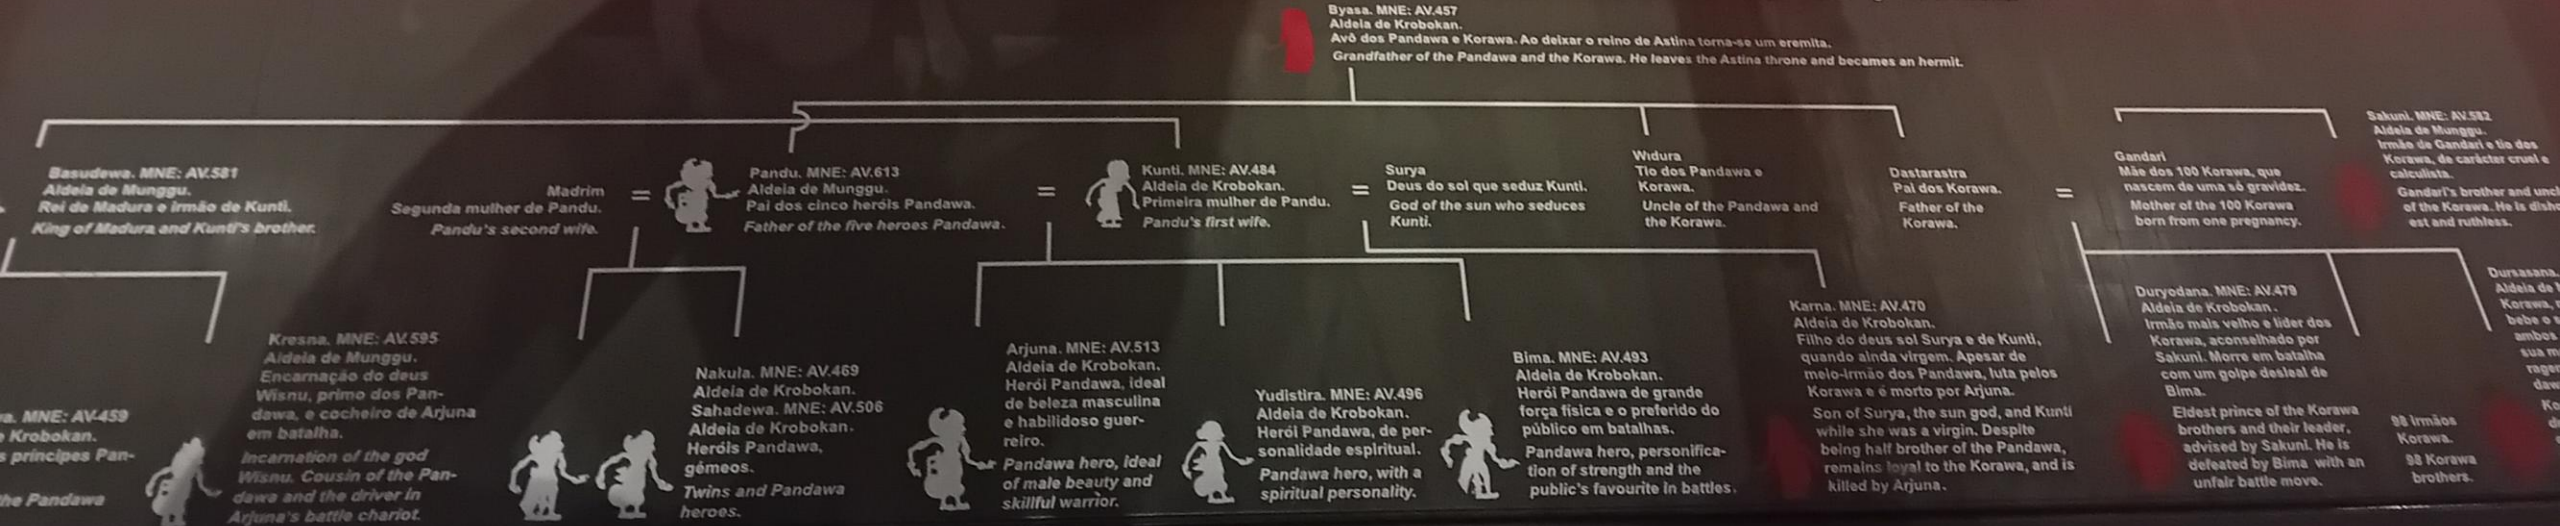 Byasa. MNE: AV.457
Aldeia de Krobokan.
Avô dos Pandawa e Korawa. Ao deixar o reino de Astina torna-se um eremita.
Grandfather of the Pandawa and the Korawa. He leaves the Astina throne and becames an hermit.
Basudewa. MNE: AV.581
Aldeia de Munggu.
Rei de Madura e irmão de Kunti.
King of Madura and Kunti's brother.
Madrim
Segunda mulher de Pandu.
Pandu's second wife.
=
Pandu. MNE: AV.613
Aldeia de Munggu.
Pai dos cinco heróis Pandawa.
Father of the five heroes Pandawa.
=
Kunti. MNE: AV.484
Aldeia de Krobokan.
Primeira mulher de Pandu.
Pandu's first wife.
=
Surya
Deus do sol que seduz Kunti.
God of the sun who seduces
Kunti.
Widura
Tio dos Pandawa e
Korawa.
Uncle of the Pandawa and
the Korawa.
Dastarastra
Pai dos Korawa.
Father of the
Korawa.
=
Gandari
Mãe dos 100 Korawa, que
nascem de uma só gravidez.
Mother of the 100 Korawa
born from one pregnancy.
Sakuni. MNE: AV.582
Aldeia de Munggu.
Irmão de Gandari e tio dos
Korawa, de carácter cruel e
calculista.
Gandari's brother and uncl
of the Korawa. He is disho
est and ruthless.
a. MNE: AV.459
Krobokan.
s príncipes Pan-
he Pandawa
Kresna. MNE: AV.595
Aldeia de Munggu.
Encarnação do deus
Wisnu, primo dos Pan-
dawa, e cocheiro de Arjuna
em batalha.
Incarnation of the god
Wisnu. Cousin of the Pan-
dawa and the driver in
Arjuna's battle chariot.
Nakula. MNE: AV.469
Aldeia de Krobokan.
Sahadewa. MNE: AV.506
Aldeia de Krobokan.
Heróis Pandawa,
gémeos.
Twins and Pandawa
heroes.
Arjuna. MNE: AV.513
Aldeia de Krobokan.
Herói Pandawa, ideal
de beleza masculina
e habilidoso guer-
reiro.
Pandawa hero, ideal
of male beauty and
skillful warrior.
Yudistira. MNE: AV.496
Aldeia de Krobokan.
Herói Pandawa, de per-
sonalidade espiritual.
Pandawa hero, with a
spiritual personality.
Bima. MNE: AV.493
Aldeia de Krobokan.
Herói Pandawa de grande
força física e o preferido do
público em batalhas.
Pandawa hero, personifica-
tion of strength and the
public's favourite in battles.
Karna. MNE: AV.470
Aldeia de Krobokan.
Filho do deus sol Surya e de Kunti,
quando ainda virgem. Apesar de
meio-irmão dos Pandawa, luta pelos
Korawa e é morto por Arjuna.
Son of Surya, the sun god, and Kunti
while she was a virgin. Despite
being half brother of the Pandawa,
remains loyal to the Korawa, and is
killed by Arjuna.
Duryodana. MNE: AV.479
Aldeia de Krobokan.
Irmão mais velho e líder dos
Korawa, aconselhado por
Sakuni. Morre em batalha
com um golpe desleal de
Bima.
Eldest prince of the Korawa
brothers and their leader,
advised by Sakuni. He is
defeated by Bima with an
unfair battle move.
98 irmãos
Korawa.
98 Korawa
brothers.
Dursasana.
Aldeia de
Korawa,
bebe o s
ambos
sua m
rager
daw
Ko